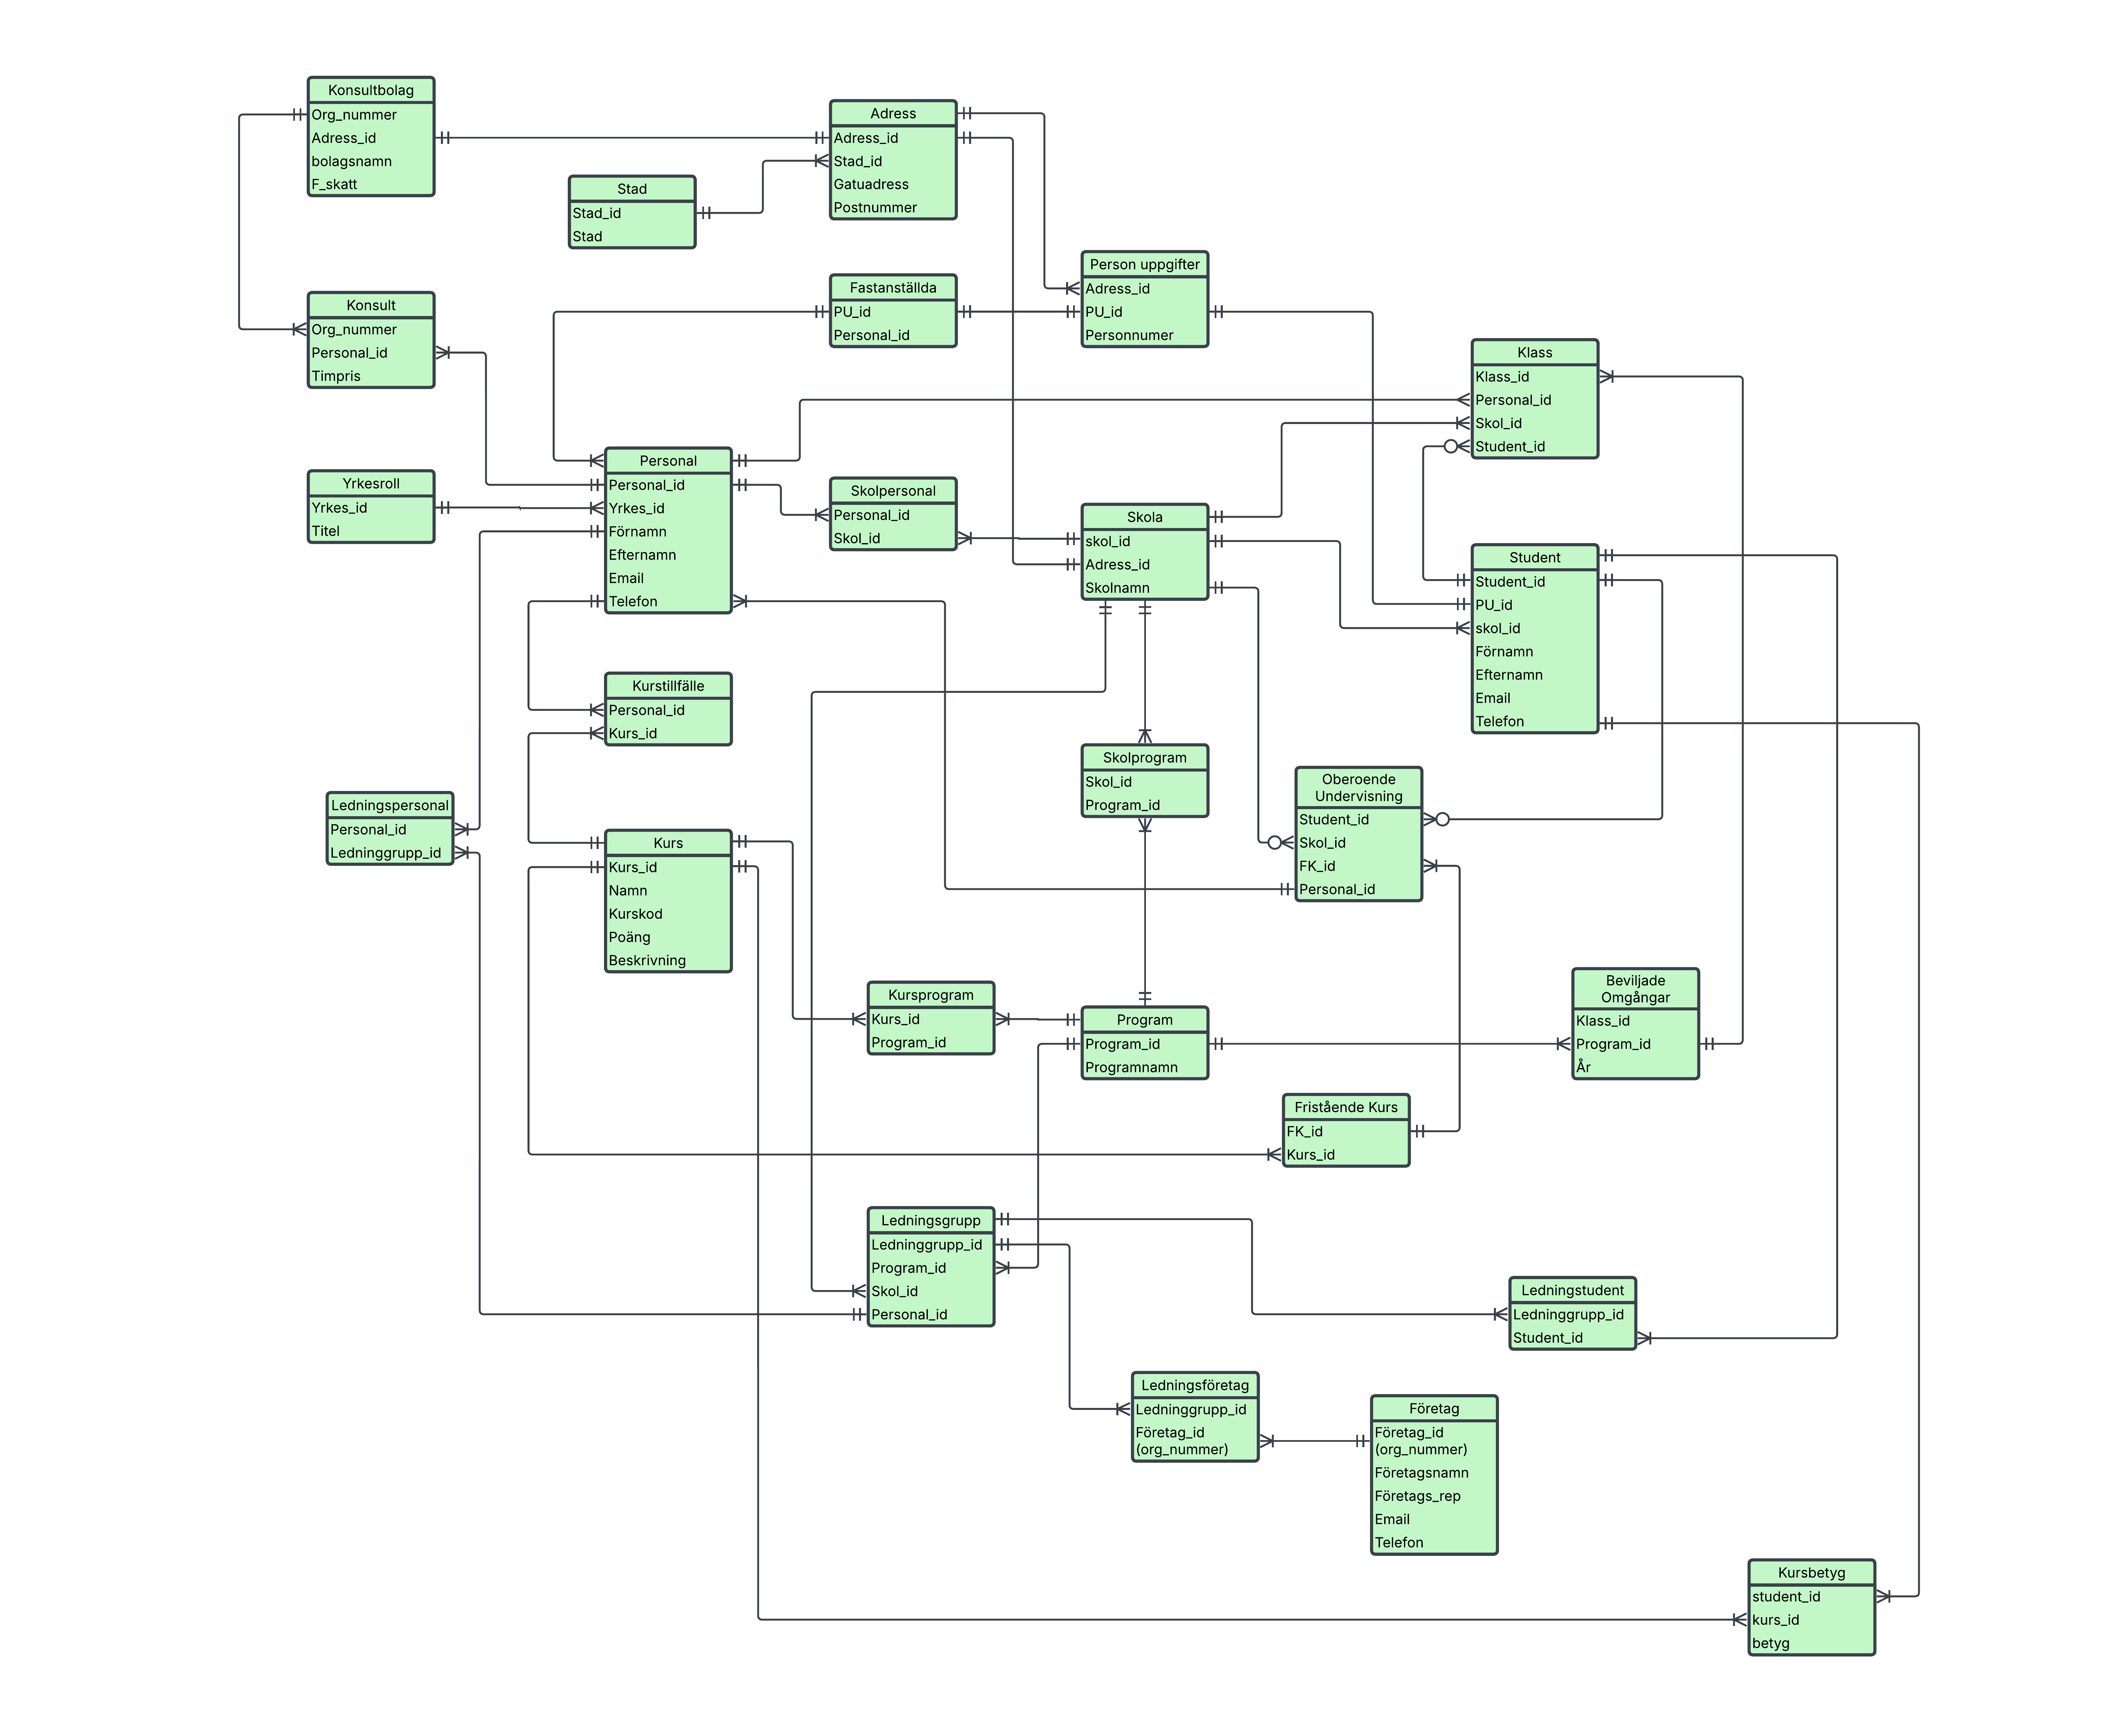 Konsultbolag
Org_nummer
Adress_id
bolagsnamn
F_skatt
Adress
Adress_id
Stad_id
Gatuadress
Postnummer
Stad
Stad_id
Stad
Person uppgifter
Adress_id
PU_id
Personnumer
Fastanställda
PU_id
Personal_id
Konsult
Org_nummer
Personal_id
Timpris
Klass
Klass_id
Personal_id
Skol_id
Student_id
Personal
Personal_id
Yrkes_id
Förnamn
Efternamn
Email
Telefon
Yrkesroll
Yrkes_id
Titel
Skolpersonal
Personal_id
Skol_id
Skola
skol_id
Adress_id
Skolnamn
Student
Student_id
PU_id
skol_id
Förnamn
Efternamn
Email
Telefon
Kurstillfälle
Personal_id
Kurs_id
Skolprogram
Skol_id
Program_id
Oberoende
Undervisning
Student_id
Skol_id
FK_id
Personal_id
Ledningspersonal
Personal_id
Ledninggrupp_id
Kurs
Kurs_id
Namn
Kurskod
Poäng
Beskrivning
Kursprogram
Kurs_id
Program_id
Program
Program_id
Programnamn
Beviljade
Omgångar
Klass_id
Program_id
År
Fristående Kurs
FK_id
Kurs_id
Ledningsgrupp
Ledninggrupp_id
Program_id
Skol_id
Personal_id
Ledningstudent
Ledninggrupp_id
Student_id
Ledningsföretag
Ledninggrupp_id
Företag_id
(org_nummer)
Företag
Företag_id
(org_nummer)
Företagsnamn
Företags_rep
Email
Telefon
Kursbetyg
student_id
kurs_id
betyg